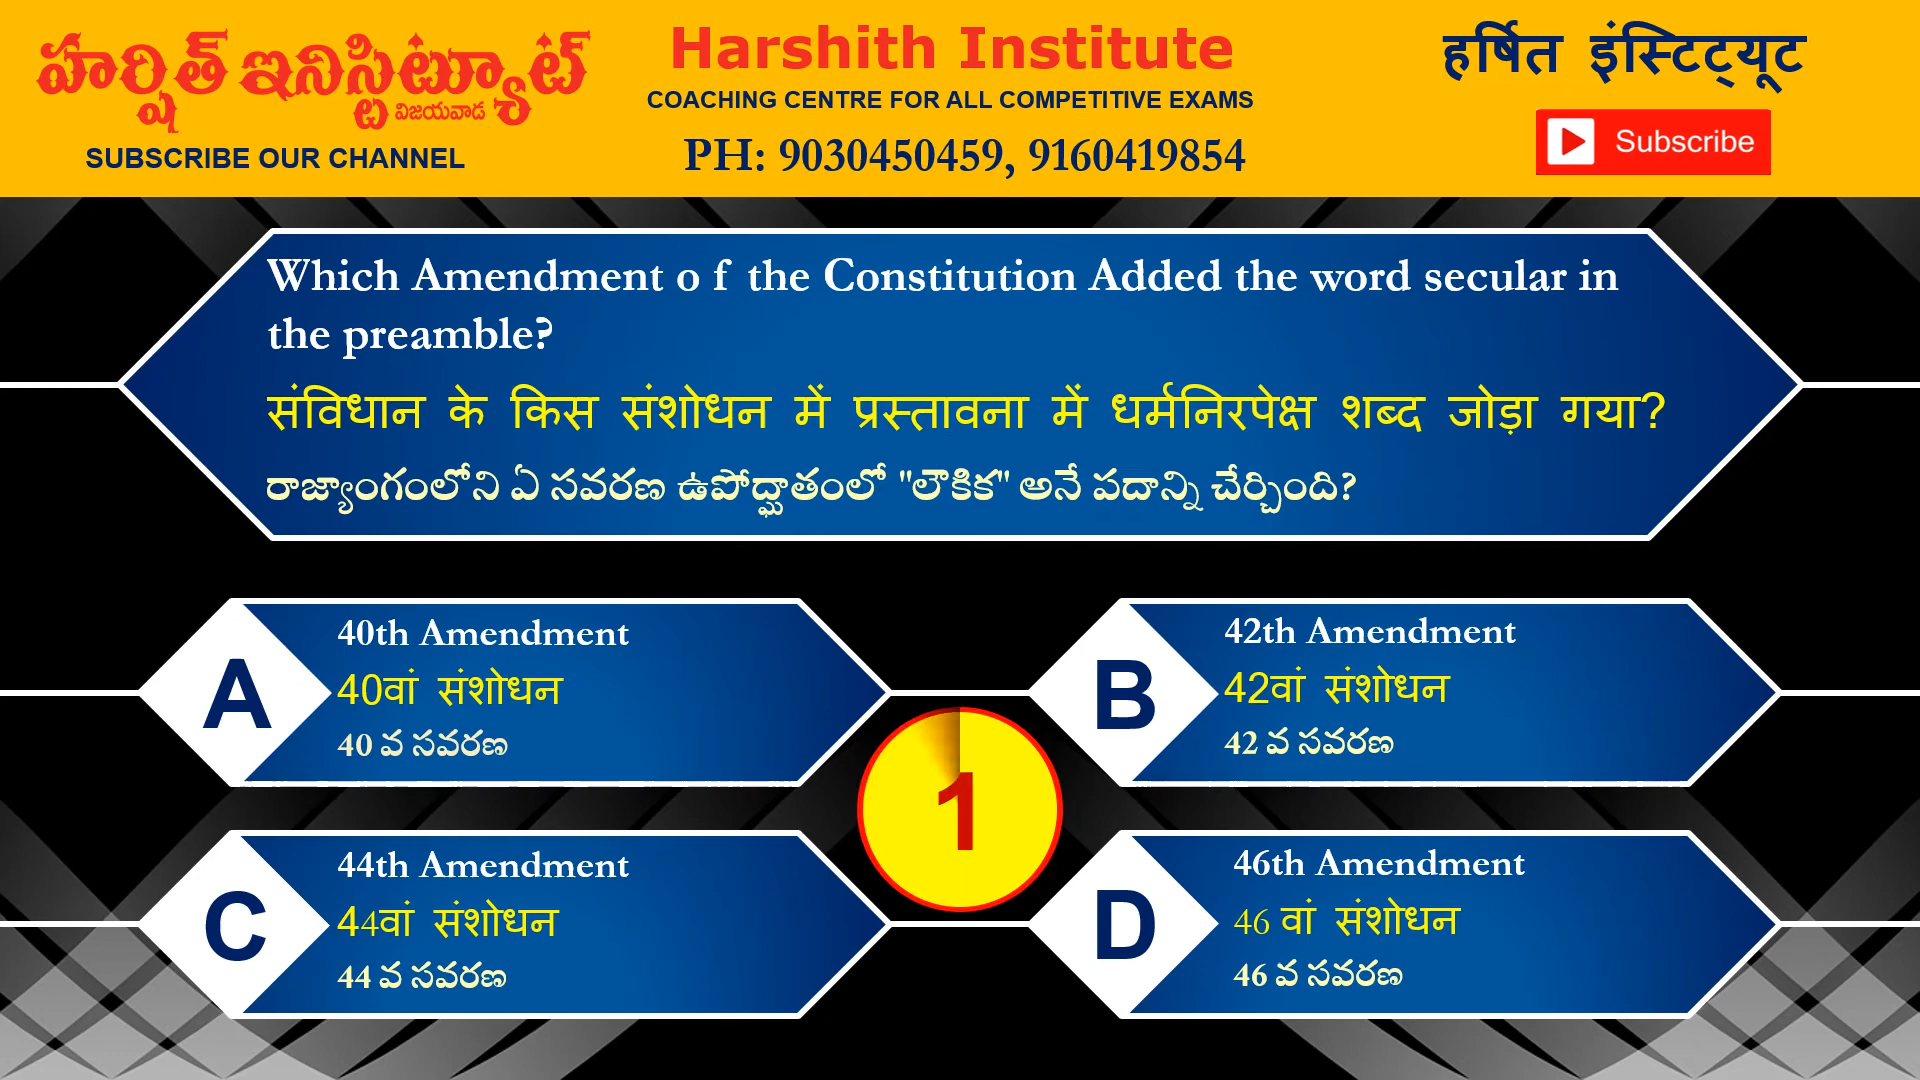 హర్షిత్ ఇనిస్టిట్యూట్
విజయవాడ
SUBSCRIBE OUR CHANNEL
Harshith Institute
COACHING CENTRE FOR ALL COMPETITIVE EXAMS
PH: 9030450459, 9160419854
हर्षित इंस्टिट्यूट
Subscribe
Which Amendment o f the Constitution Added the word secular in
the preamble?
संविधान के किस संशोधन में प्रस्तावना में धर्मनिरपेक्ष शब्द जोड़ा गया?
రాజ్యాంగంలోని ఏ సవరణ ఉపోద్ఘాతంలో "లౌకిక" అనే పదాన్ని చేర్చింది?
A
40th Amendment
40वां संशोधन
40 వ సవరణ
B
42th Amendment
42वां संशोधन
42 వ సవరణ
1
C
44th Amendment
44वां संशोधन
44 వ సవరణ
D
46th Amendment
46 वां संशोधन
46 వ సవరణ